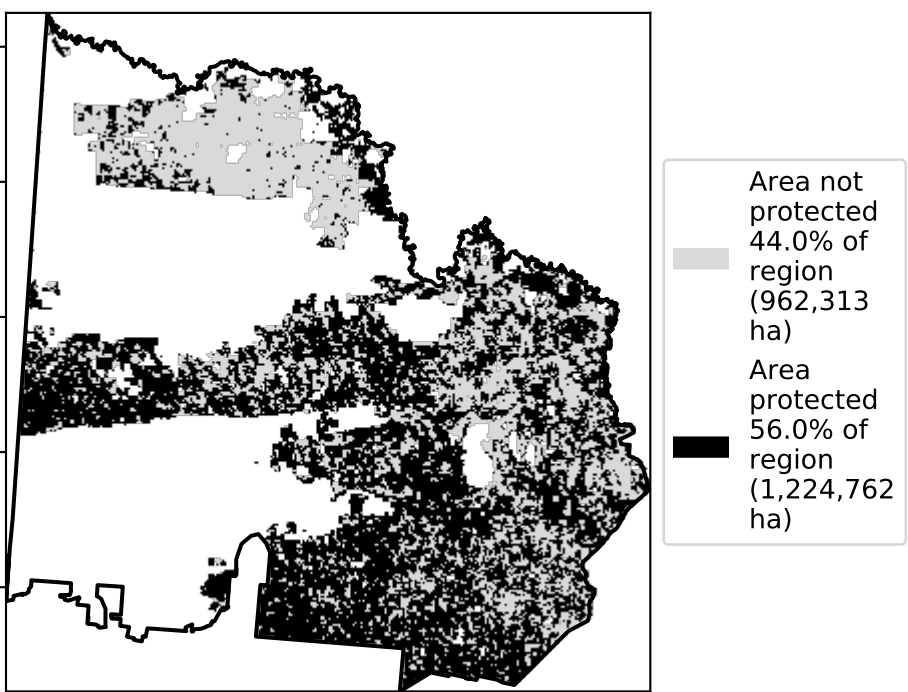 Area not
protected
44.0% of
region
(962,313
ha)
Area
protected
56.0% of
region
(1,224,762
ha)